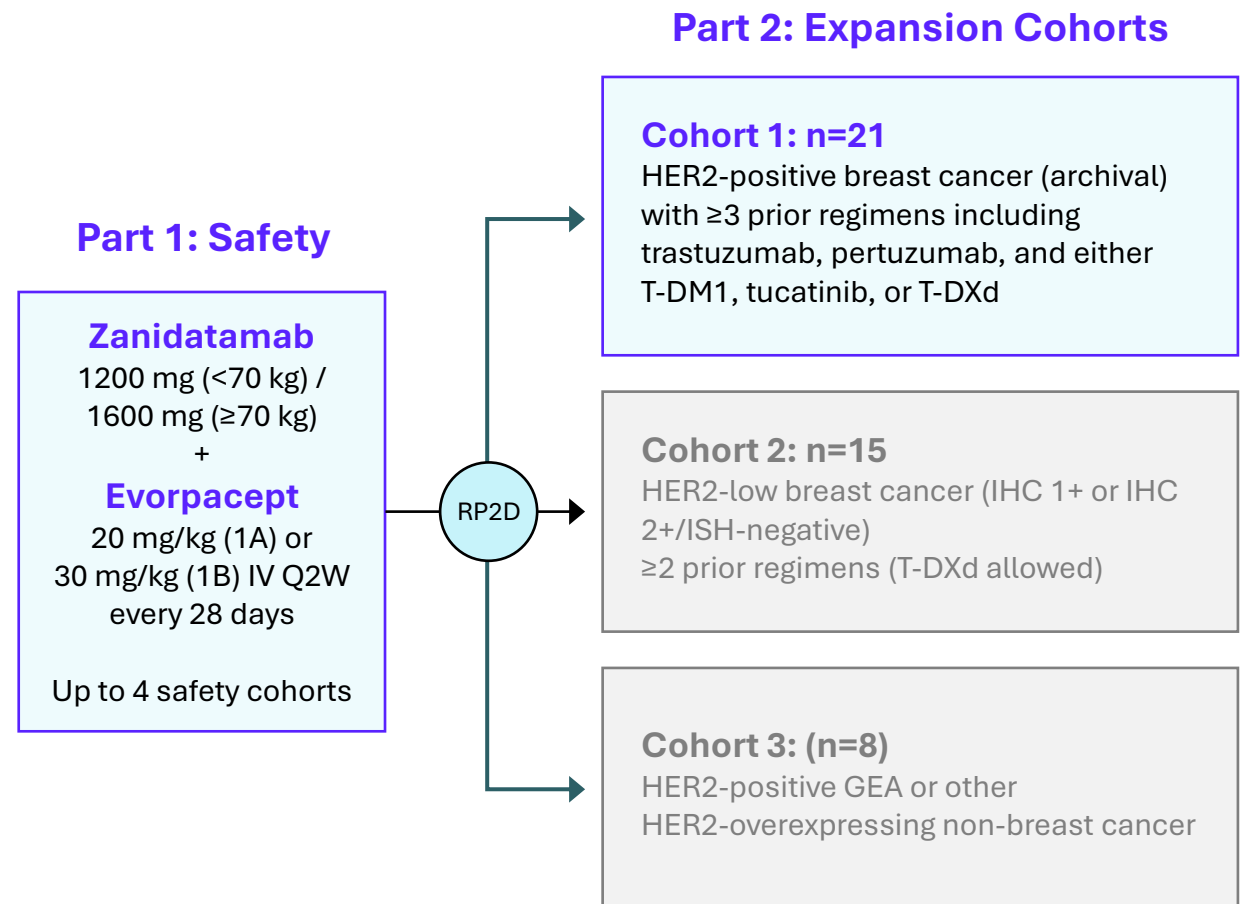 Part 1: Safety
Zanidatamab
1200 mg (<70 kg) /
1600 mg (≥70 kg)
+
Evorpacept
20 mg/kg (1A) or
30 mg/kg (1B) IV Q2W
every 28 days
Up to 4 safety cohorts
RP2D
Part 2: Expansion Cohorts
Cohort 1: n=21
HER2-positive breast cancer (archival)
with ≥3 prior regimens including
trastuzumab, pertuzumab, and either
T-DM1, tucatinib, or T-DXd
Cohort 2: n=15
HER2-low breast cancer (IHC 1+ or IHC
2+/ISH-negative)
≥2 prior regimens (T-DXd allowed)
Cohort 3: (n=8)
HER2-positive GEA or other
HER2-overexpressing non-breast cancer